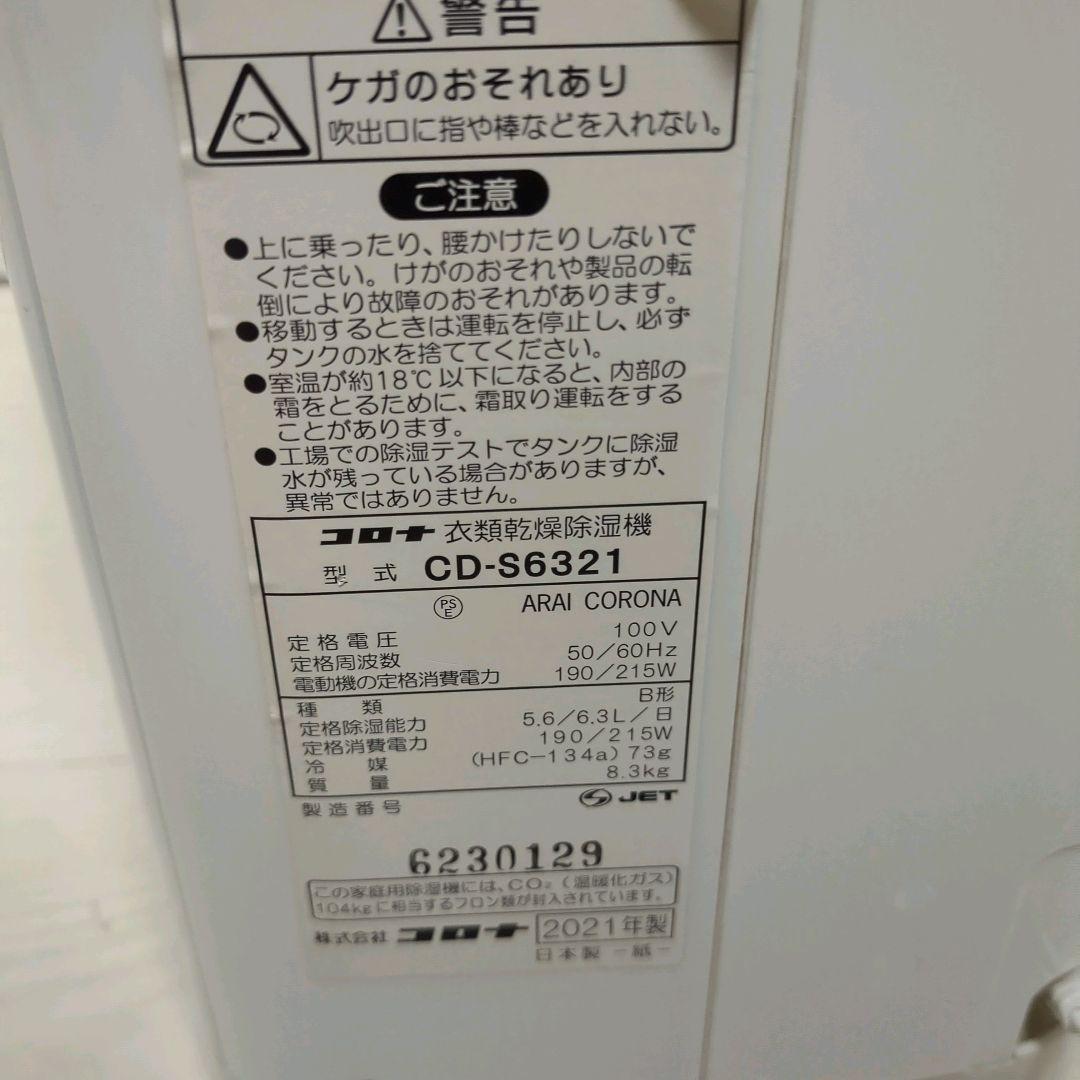 警告
ケガのおそれあり
吹出口に指や棒などを入れない。
ご注意
●上に乗ったり、腰かけたりしないで
ください。けがのおそれや製品の転
倒により故障のおそれがあります。
●移動するときは運転を停止し、必ず
タンクの水を捨ててください。
●室温が約18℃以下になると、内部の
霜をとるために、霜取り運転をする
ことがあります。
●工場での除湿テストでタンクに除湿
水が残っている場合がありますが、
異常ではありません。
コロナ 衣類乾燥除湿機
型式 CD-S6321
PSE ARAI CORONA
定格電圧 100V
定格周波数 50/60Hz
電動機の定格消費電力 190/215W
種類 B形
定格除湿能力 5.6/6.3L/日
定格消費電力 190/215W
冷媒 (HFC-134a) 73g
質量 8.3kg
製造番号 JET
6230129
この家庭用除湿機には、CO₂(温暖化ガス)
104kgに相当するフロン類が封入されています。
株式会社 コロナ 2021年製
日本製 -紙-